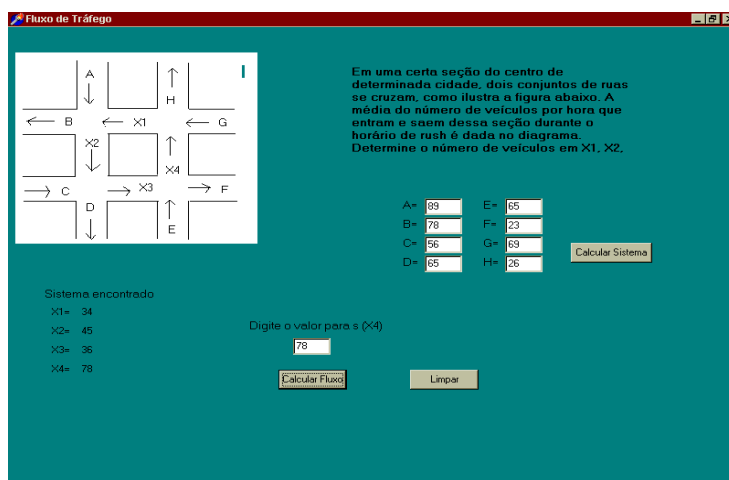 Fluxo de Tráfego
Em uma certa seção do centro de
determinada cidade, dois conjuntos de ruas
se cruzam, como ilustra a figura abaixo. A
média do número de veículos por hora que
entram e saem dessa seção durante o
horário de rush é dada no diagrama.
Determine o número de veículos em X1, X2,
A
H
B X1 G
X2
X4
C X3 F
D
E
A= 89 E= 65
B= 78 F= 23
C= 56 G= 69
D= 65 H= 26
Calcular Sistema
Sistema encontrado
X1= 34
X2= 45
X3= 36
X4= 78
Digite o valor para s (X4)
78
Calcular Fluxo Limpar